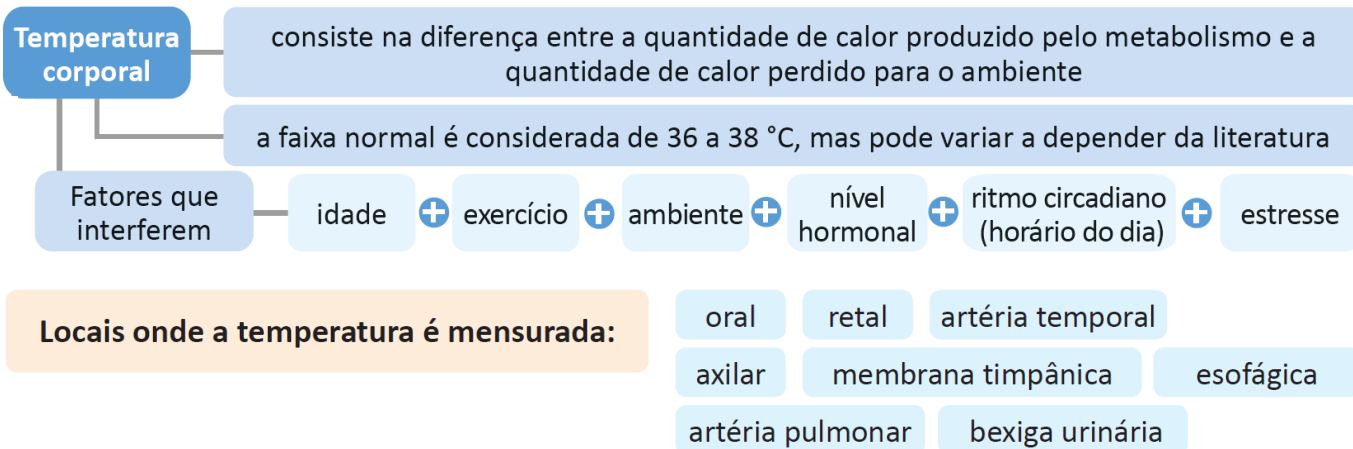 Temperatura
corporal
consiste na diferença entre a quantidade de calor produzido pelo metabolismo e a
quantidade de calor perdido para o ambiente
a faixa normal é considerada de 36 a 38 °C, mas pode variar a depender da literatura
Fatores que
interferem
idade
exercício
ambiente
nível
hormonal
ritmo circadiano
(horário do dia)
estresse
Locais onde a temperatura é mensurada:
oral
retal
artéria temporal
axilar
membrana timpânica
esofágica
artéria pulmonar
bexiga urinária